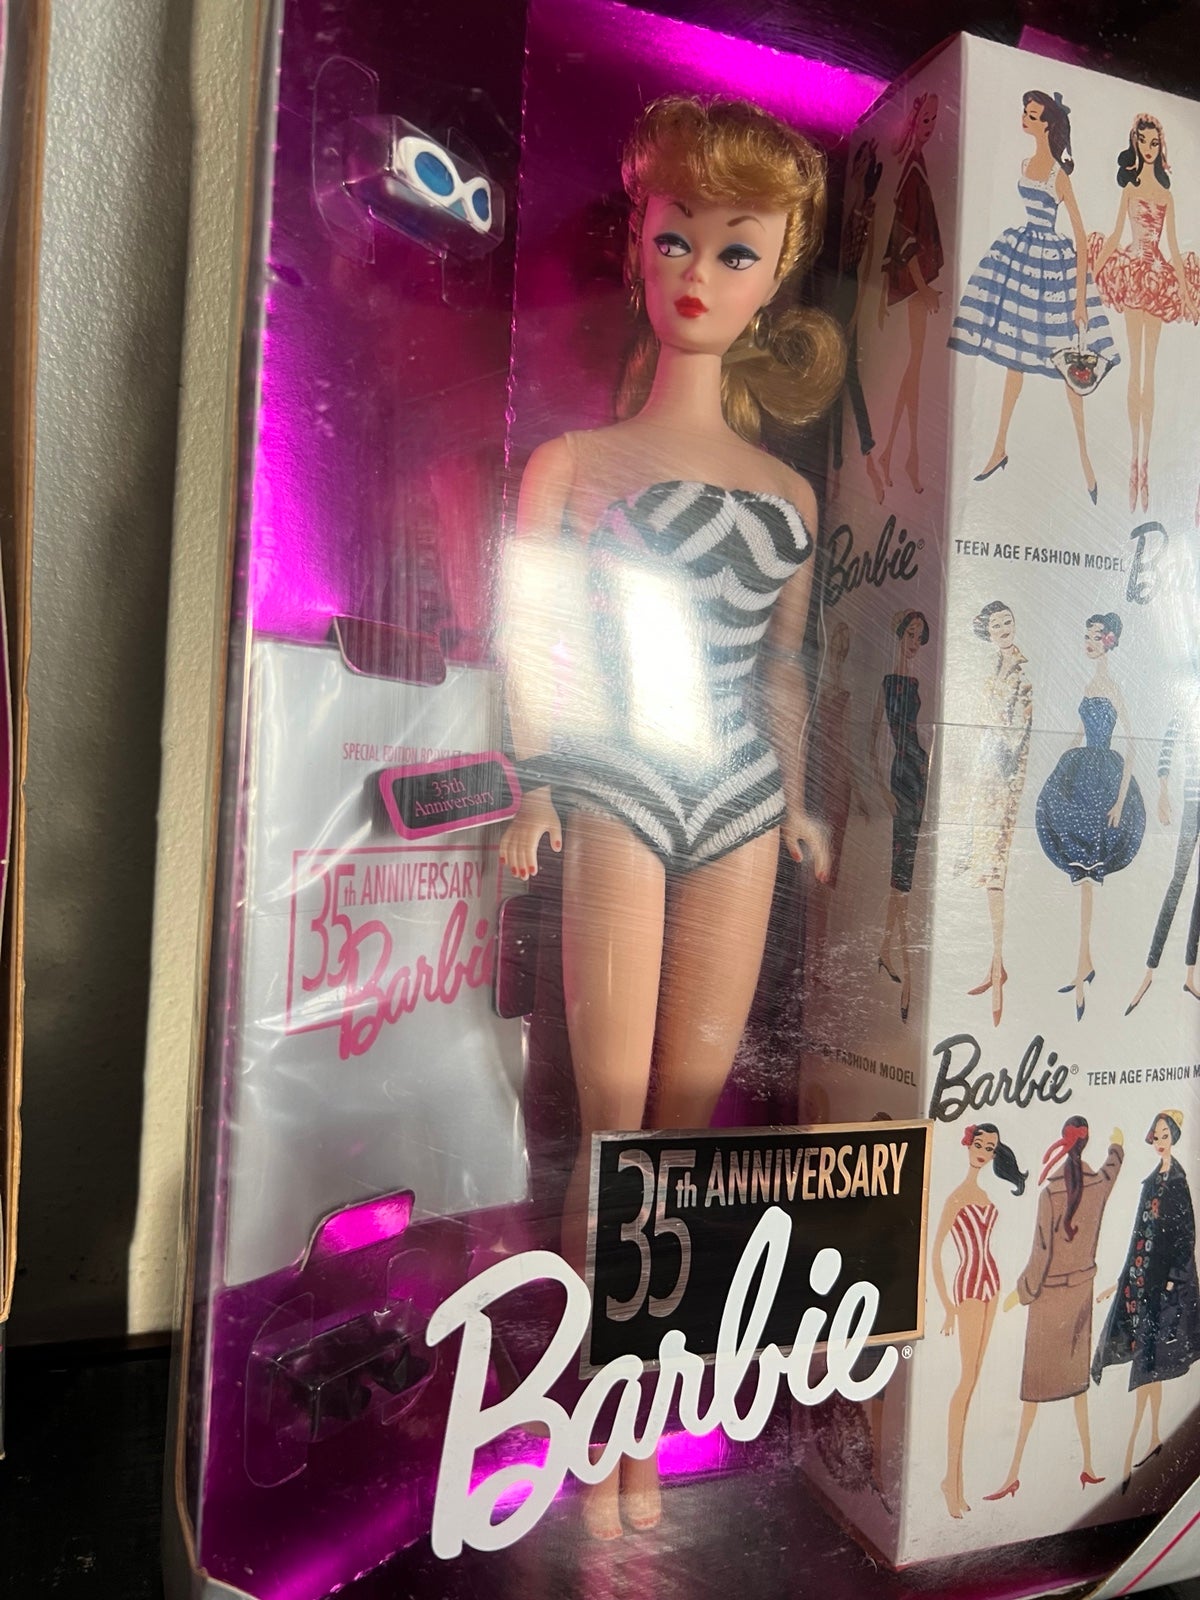 Barbie®
TEEN AGE FASHION MODEL
B
SPECIAL EDITION BOOKLET
35th
Anniversary
35th ANNIVERSARY
Barbie
FASHION MODEL
Barbie®
TEEN AGE FASHION M
35th ANNIVERSARY
Barbie®